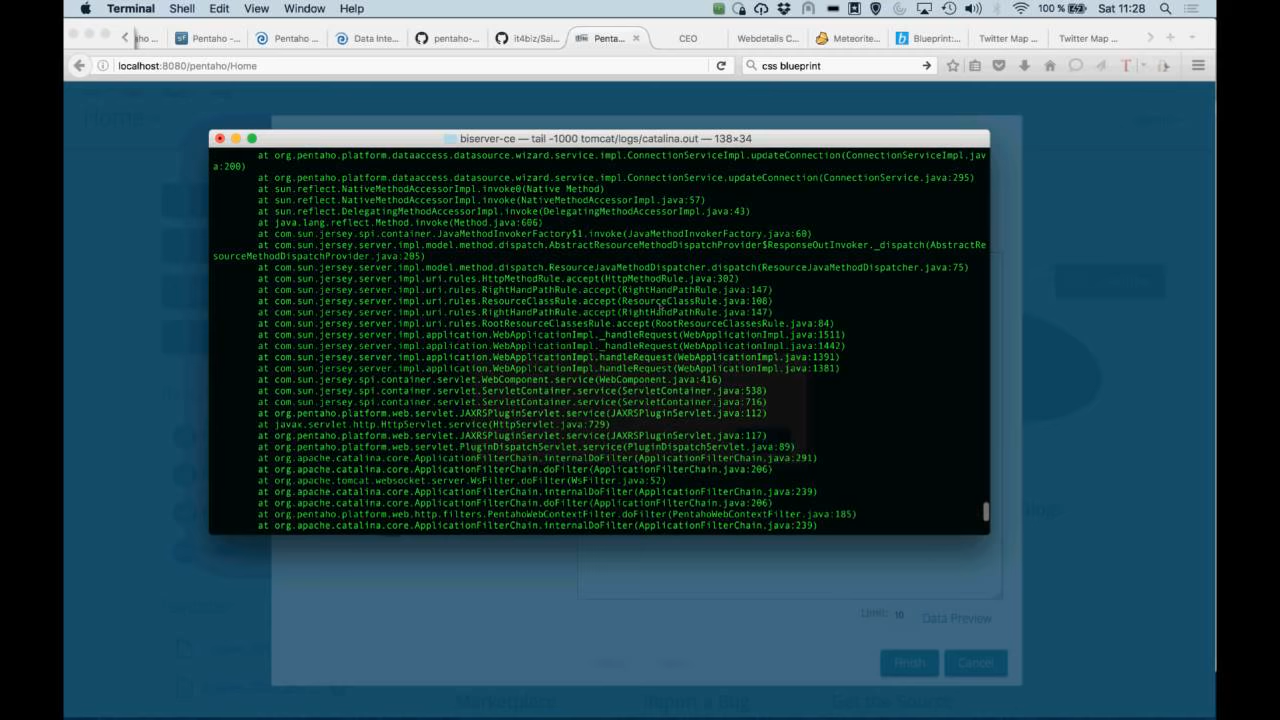 Terminal Shell Edit View Window Help 100 % Sat 11:28
ho ... Pentaho -... Pentaho ... Data Inte... pentaho-... it4biz/Sai... Penta... × CEO Webdetails C... Meteorite... Blueprint:... Twitter Map ... Twitter Map ...
localhost:8080/pentaho/Home css blueprint
Home
biserver-ce — tail -1000 tomcat/logs/catalina.out — 138×34
at org.pentaho.platform.dataaccess.datasource.wizard.service.impl.ConnectionServiceImpl.updateConnection(ConnectionServiceImpl.jav
a:200)
at org.pentaho.platform.dataaccess.datasource.wizard.service.impl.ConnectionService.updateConnection(ConnectionService.java:295)
at sun.reflect.NativeMethodAccessorImpl.invoke0(Native Method)
at sun.reflect.NativeMethodAccessorImpl.invoke(NativeMethodAccessorImpl.java:57)
at sun.reflect.DelegatingMethodAccessorImpl.invoke(DelegatingMethodAccessorImpl.java:43)
at java.lang.reflect.Method.invoke(Method.java:606)
at com.sun.jersey.spi.container.JavaMethodInvokerFactory$1.invoke(JavaMethodInvokerFactory.java:60)
at com.sun.jersey.server.impl.model.method.dispatch.AbstractResourceMethodDispatchProvider$ResponseOutInvoker._dispatch(AbstractRe
sourceMethodDispatchProvider.java:205)
at com.sun.jersey.server.impl.model.method.dispatch.ResourceJavaMethodDispatcher.dispatch(ResourceJavaMethodDispatcher.java:75)
at com.sun.jersey.server.impl.uri.rules.HttpMethodRule.accept(HttpMethodRule.java:302)
at com.sun.jersey.server.impl.uri.rules.RightHandPathRule.accept(RightHandPathRule.java:147)
at com.sun.jersey.server.impl.uri.rules.ResourceClassRule.accept(ResourceClassRule.java:108)
at com.sun.jersey.server.impl.uri.rules.RightHandPathRule.accept(RightHandPathRule.java:147)
at com.sun.jersey.server.impl.uri.rules.RootResourceClassesRule.accept(RootResourceClassesRule.java:84)
at com.sun.jersey.server.impl.application.WebApplicationImpl._handleRequest(WebApplicationImpl.java:1511)
at com.sun.jersey.server.impl.application.WebApplicationImpl._handleRequest(WebApplicationImpl.java:1442)
at com.sun.jersey.server.impl.application.WebApplicationImpl.handleRequest(WebApplicationImpl.java:1391)
at com.sun.jersey.server.impl.application.WebApplicationImpl.handleRequest(WebApplicationImpl.java:1381)
at com.sun.jersey.spi.container.servlet.WebComponent.service(WebComponent.java:416)
at com.sun.jersey.spi.container.servlet.ServletContainer.service(ServletContainer.java:538)
at com.sun.jersey.spi.container.servlet.ServletContainer.service(ServletContainer.java:716)
at org.pentaho.platform.web.servlet.JAXRSPluginServlet.service(JAXRSPluginServlet.java:112)
at javax.servlet.http.HttpServlet.service(HttpServlet.java:729)
at org.pentaho.platform.web.servlet.JAXRSPluginServlet.service(JAXRSPluginServlet.java:117)
at org.pentaho.platform.web.servlet.PluginDispatchServlet.service(PluginDispatchServlet.java:89)
at org.apache.catalina.core.ApplicationFilterChain.internalDoFilter(ApplicationFilterChain.java:291)
at org.apache.catalina.core.ApplicationFilterChain.doFilter(ApplicationFilterChain.java:206)
at org.apache.tomcat.websocket.server.WsFilter.doFilter(WsFilter.java:52)
at org.apache.catalina.core.ApplicationFilterChain.internalDoFilter(ApplicationFilterChain.java:239)
at org.apache.catalina.core.ApplicationFilterChain.doFilter(ApplicationFilterChain.java:206)
at org.pentaho.platform.web.http.filters.PentahoWebContextFilter.doFilter(PentahoWebContextFilter.java:185)
at org.apache.catalina.core.ApplicationFilterChain.internalDoFilter(ApplicationFilterChain.java:239)
Limit: 10 Data Preview
Finish Cancel
Marketplace Report a Bug Get the Source